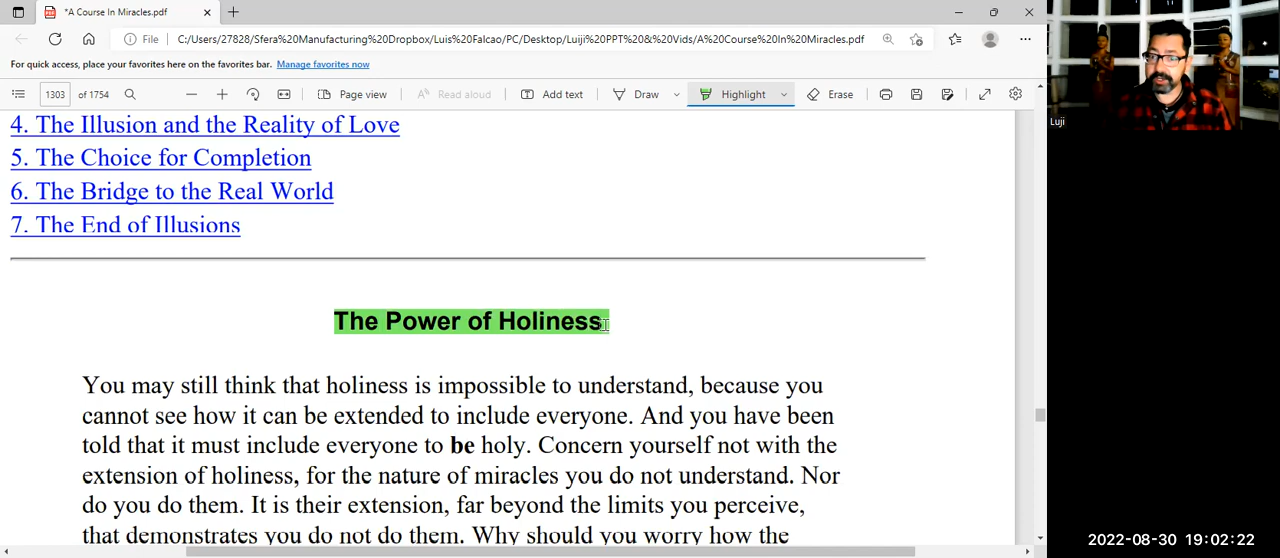 *A Course In Miracles.pdf
File C:/Users/27828/Sfera%20Manufacturing%20Dropbox/Luis%20Falcao/PC/Desktop/Luiji%20PPT%20&%20Vids/A%20Course%20In%20Miracles.pdf
For quick access, place your favorites here on the favorites bar. Manage favorites now
1303 of 1754 Page view Read aloud Add text Draw Highlight Erase
4. The Illusion and the Reality of Love
5. The Choice for Completion
6. The Bridge to the Real World
7. The End of Illusions
The Power of Holiness
You may still think that holiness is impossible to understand, because you
cannot see how it can be extended to include everyone. And you have been
told that it must include everyone to be holy. Concern yourself not with the
extension of holiness, for the nature of miracles you do not understand. Nor
do you do them. It is their extension, far beyond the limits you perceive,
that demonstrates you do not do them. Why should you worry how the
Luji
2022-08-30 19:02:22